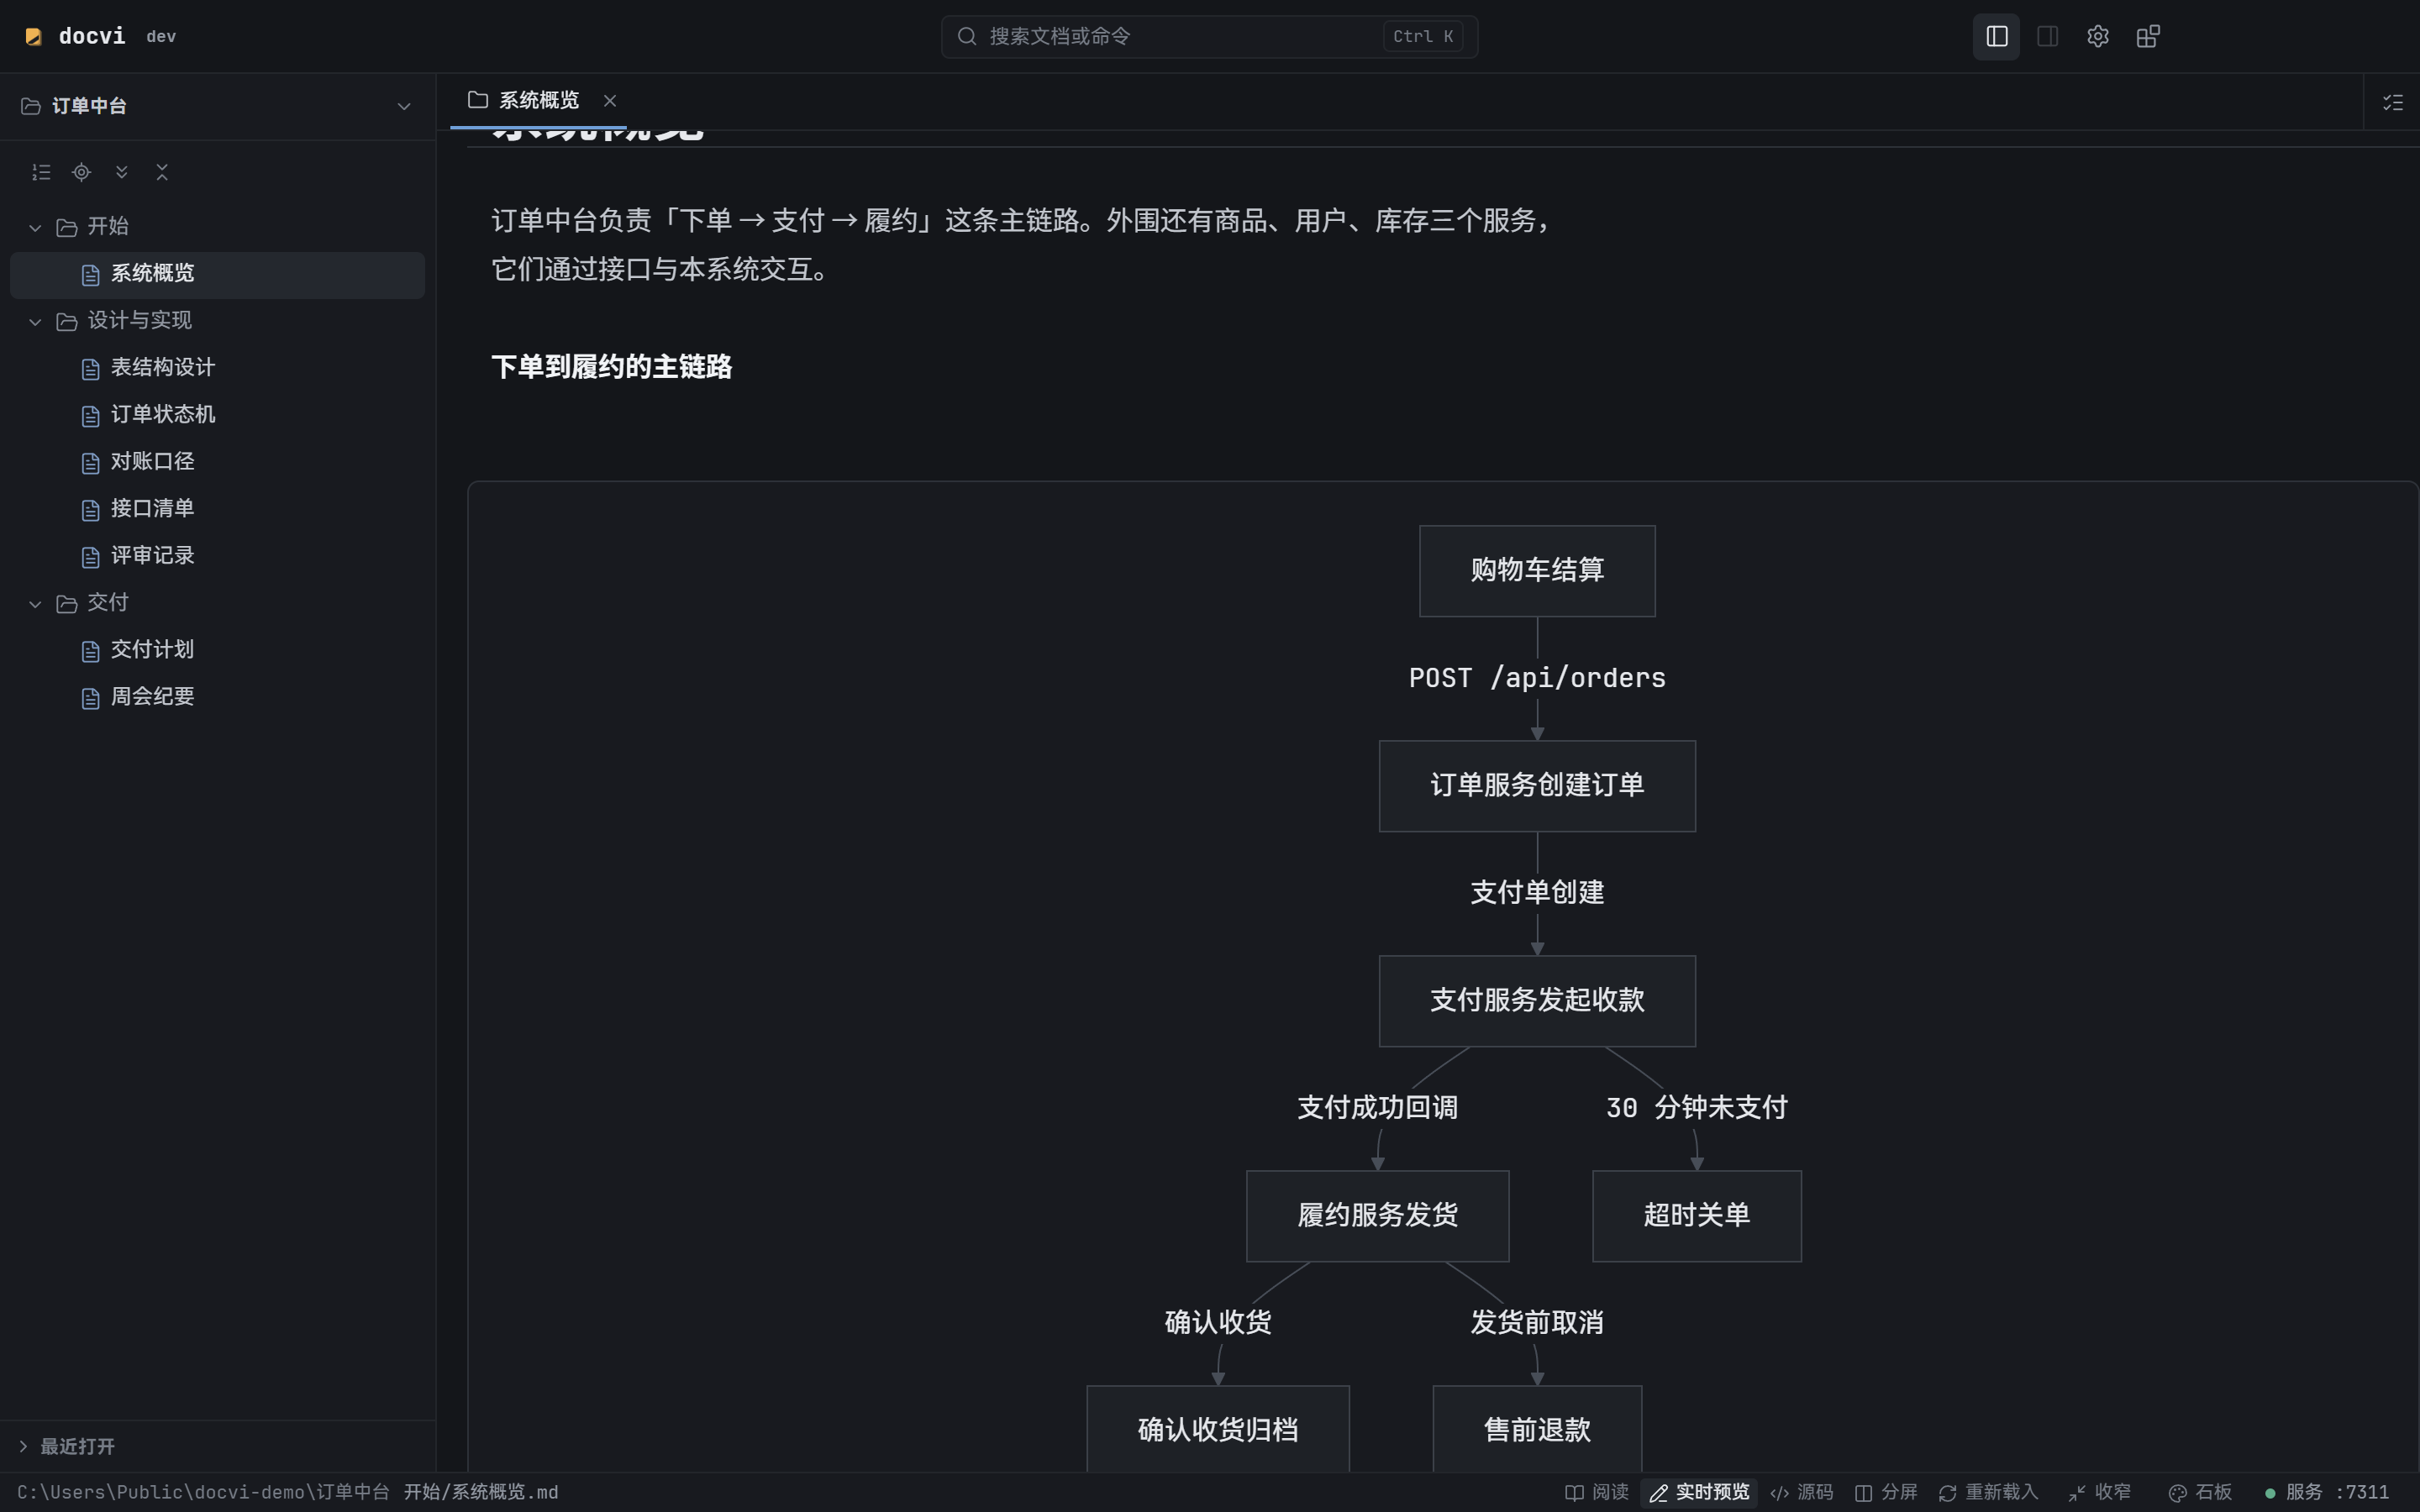 docvi dev
搜索文档或命令 Ctrl K
订单中台
系统概览
开始
系统概览
设计与实现
表结构设计
订单状态机
对账口径
接口清单
评审记录
交付
交付计划
周会纪要
最近打开
系统概览
订单中台负责「下单 → 支付 → 履约」这条主链路。外围还有商品、用户、库存三个服务，
它们通过接口与本系统交互。
下单到履约的主链路
购物车结算
POST /api/orders
订单服务创建订单
支付单创建
支付服务发起收款
支付成功回调 30 分钟未支付
履约服务发货 超时关单
确认收货 发货前取消
确认收货归档 售前退款
C:\Users\Public\docvi-demo\订单中台 开始/系统概览.md
阅读 实时预览 源码 分屏 重新载入 收窄 石板 服务 :7311